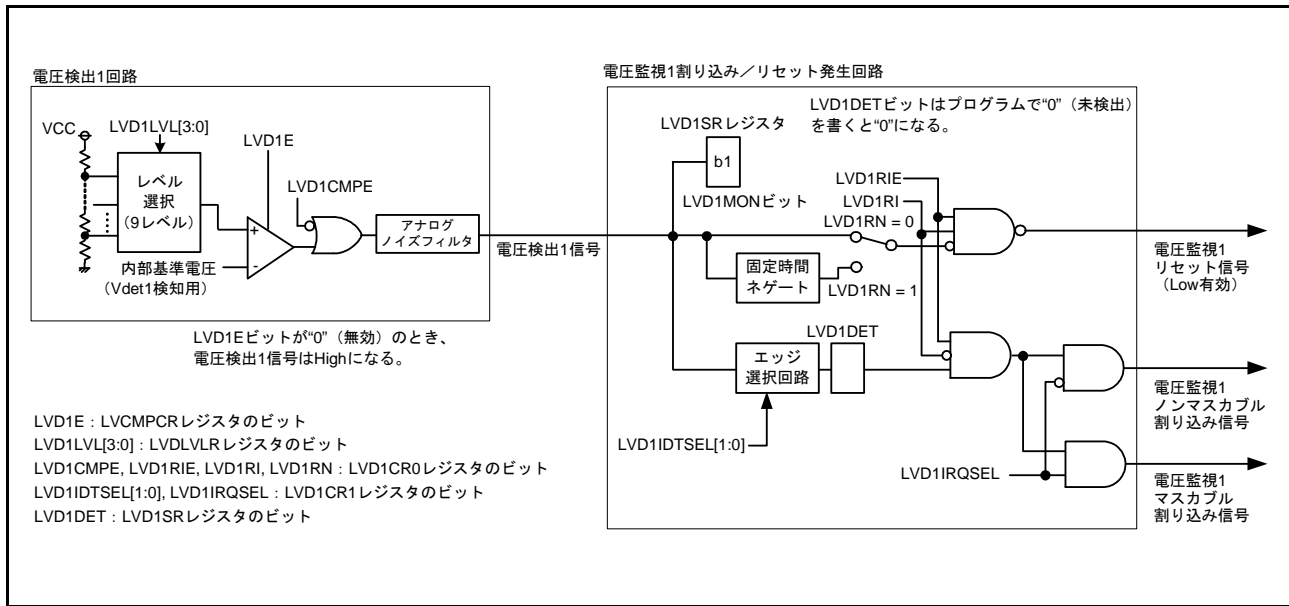 電圧検出1回路
VCC
LVD1LVL[3:0]
レベル
選択
(9レベル)
LVD1E
LVD1CMPE
+
-
内部基準電圧
(Vdet1検知用)
アナログ
ノイズフィルタ
電圧検出1信号
LVD1Eビットが“0”（無効）のとき、
電圧検出1信号はHighになる。
電圧監視1割り込み／リセット発生回路
LVD1DETビットはプログラムで“0”（未検出）
を書くと“0”になる。
LVD1SRレジスタ
b1
LVD1MONビット
LVD1RIE
LVD1RI
LVD1RN = 0
固定時間
ネゲート
LVD1RN = 1
LVD1DET
エッジ
選択回路
LVD1IDTSEL[1:0]
LVD1IRQSEL
電圧監視1
リセット信号
（Low有効）
電圧監視1
ノンマスカブル
割り込み信号
電圧監視1
マスカブル
割り込み信号
LVD1E：LVCMPCRレジスタのビット
LVD1LVL[3:0]：LVDLVLRレジスタのビット
LVD1CMPE, LVD1RIE, LVD1RI, LVD1RN：LVD1CR0レジスタのビット
LVD1IDTSEL[1:0], LVD1IRQSEL：LVD1CR1レジスタのビット
LVD1DET：LVD1SRレジスタのビット